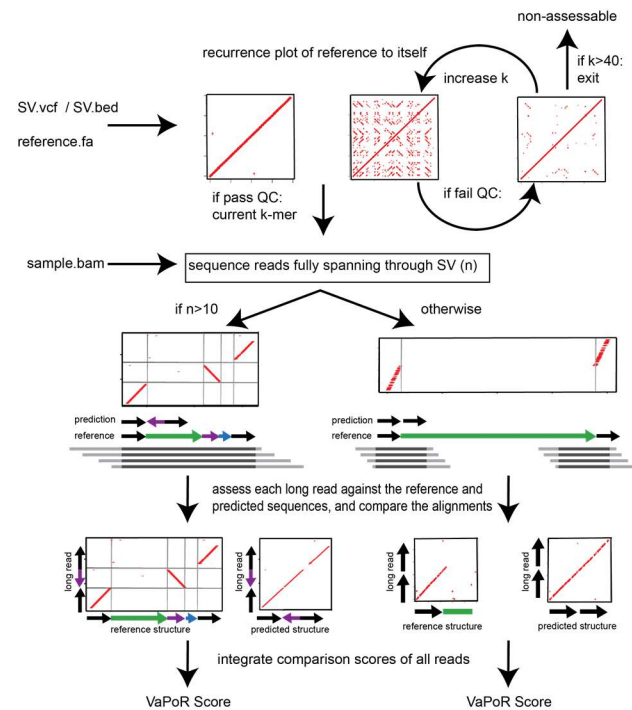 non-assessable
recurrence plot of reference to itself
if k>40:
exit
increase k
SV.vcf / SV.bed
reference.fa
if pass QC:
current k-mer
if fail QC:
sample.bam
sequence reads fully spanning through SV (n)
if n>10
otherwise
prediction
reference
prediction
reference
assess each long read against the reference and
predicted sequences, and compare the alignments
long read
reference structure
long read
predicted structure
long read
reference structure
long read
predicted structure
integrate comparison scores of all reads
VaPoR Score
VaPoR Score